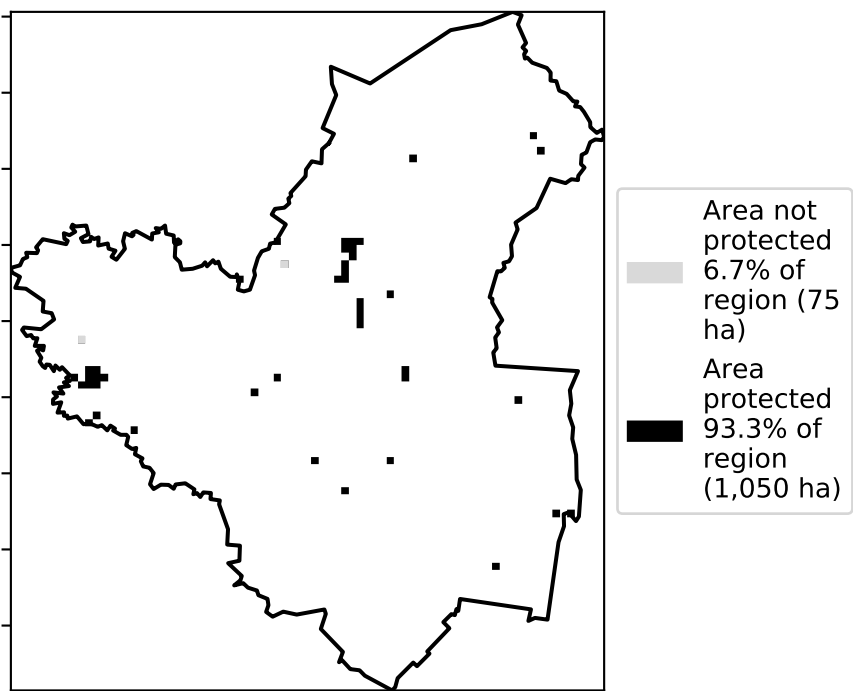 Area not
protected
6.7% of
region (75
ha)
Area
protected
93.3% of
region
(1,050 ha)